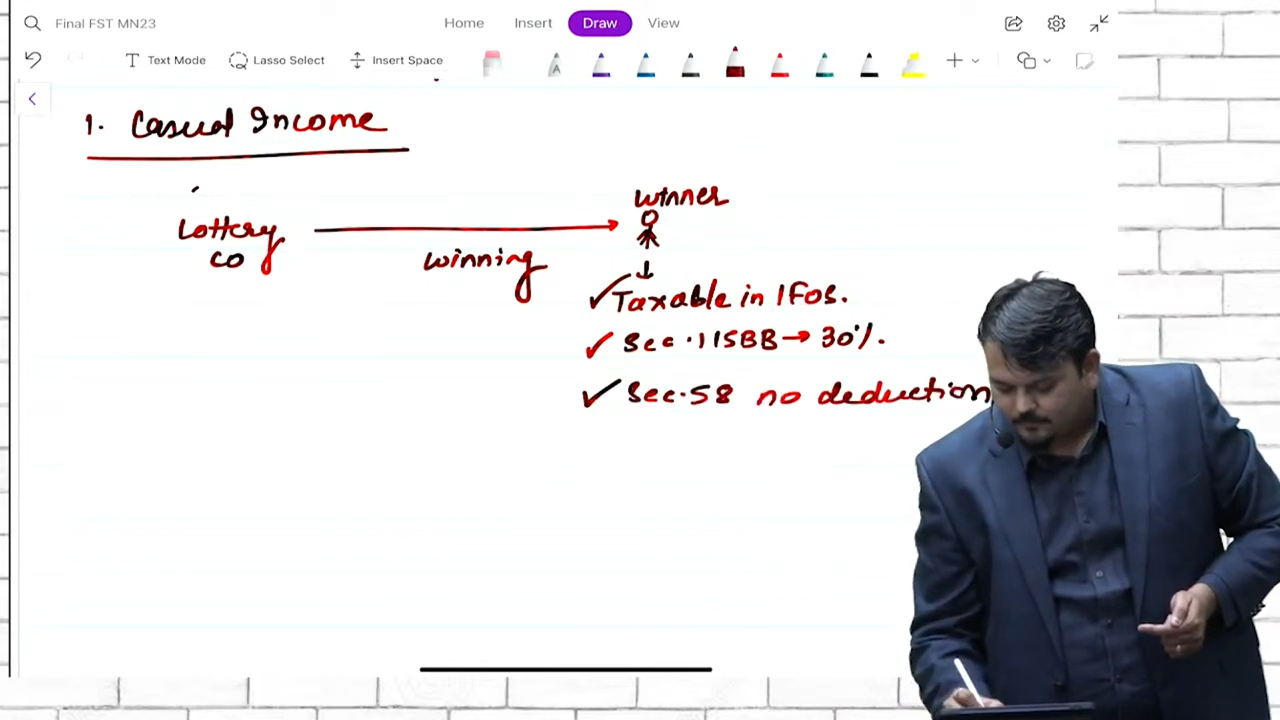 Final FST MN23
Home Insert Draw View
Text Mode Lasso Select Insert Space
1. Casual Income
Lottery
co
winning
winner
Taxable in IFOS.
Sec.115BB → 30%.
Sec.58 no deduction